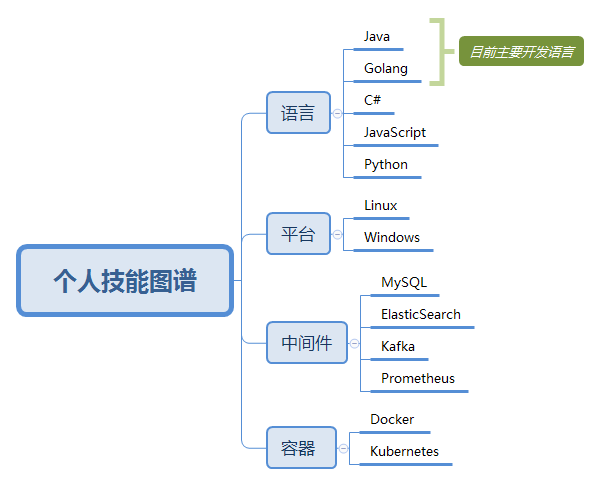 个人技能图谱
语言
Java
Golang
目前主要开发语言
C#
JavaScript
Python
平台
Linux
Windows
中间件
MySQL
ElasticSearch
Kafka
Prometheus
容器
Docker
Kubernetes